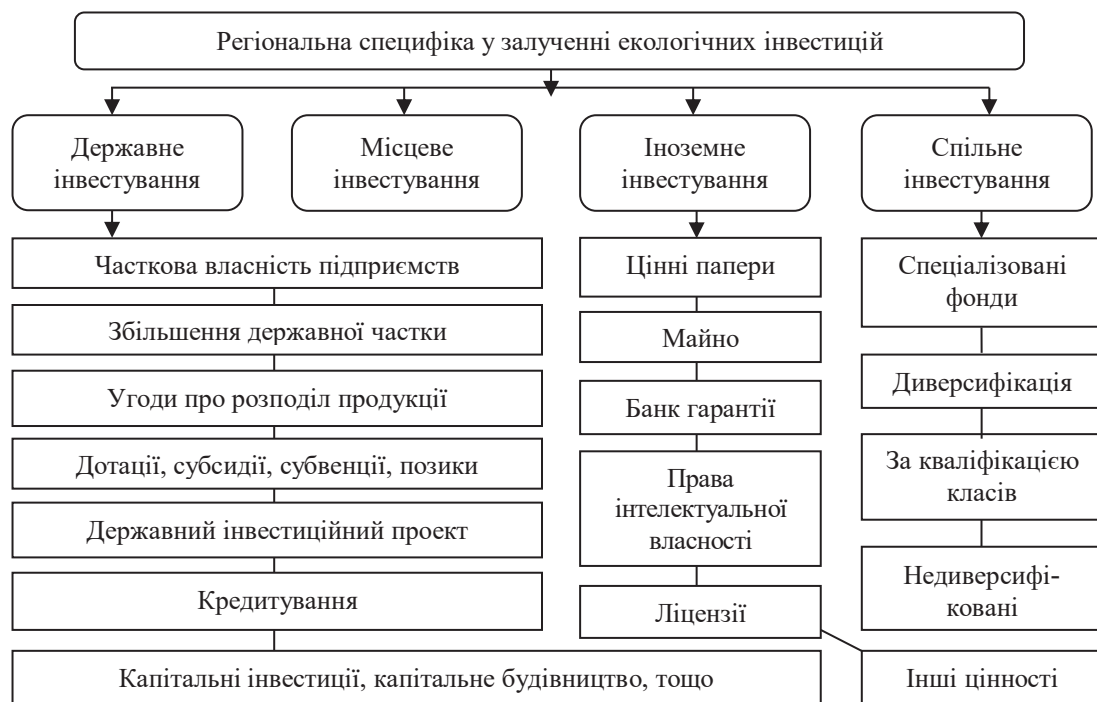 Регіональна специфіка у залученні екологічних інвестицій
Державне
інвестування
Місцеве
інвестування
Іноземне
інвестування
Спільне
інвестування
Часткова власність підприємств
Збільшення державної частки
Угоди про розподіл продукції
Дотації, субсидії, субвенції, позики
Державний інвестиційний проект
Кредитування
Капітальні інвестиції, капітальне будівництво, тощо
Цінні папери
Майно
Банк гарантії
Права
інтелектуальної
власності
Ліцензії
Спеціалізовані
фонди
Диверсифікація
За кваліфікацією
класів
Недиверсифі-
ковані
Інші цінності